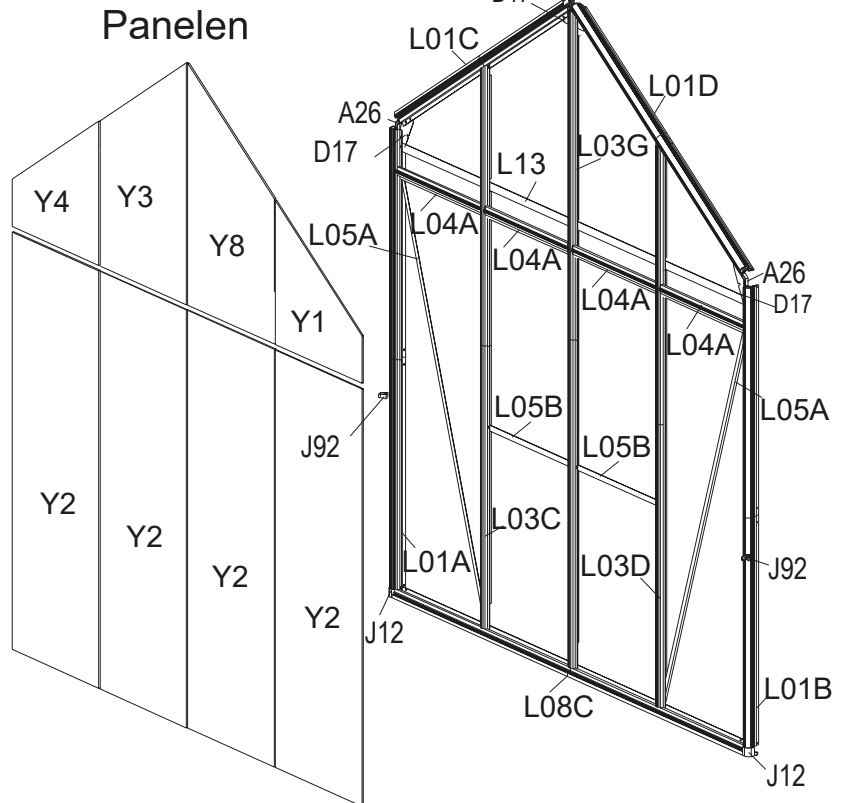 Panelen
L01C
L01D
A26
D17
L03G
L13
Y4
Y3
L04A
Y8
L05A
L04A
A26
L04A
D17
Y1
L04A
L05B
L05A
J92
L05B
Y2
L03C
Y2
L01A
L03D
J92
Y2
Y2
J12
L01B
L08C
J12